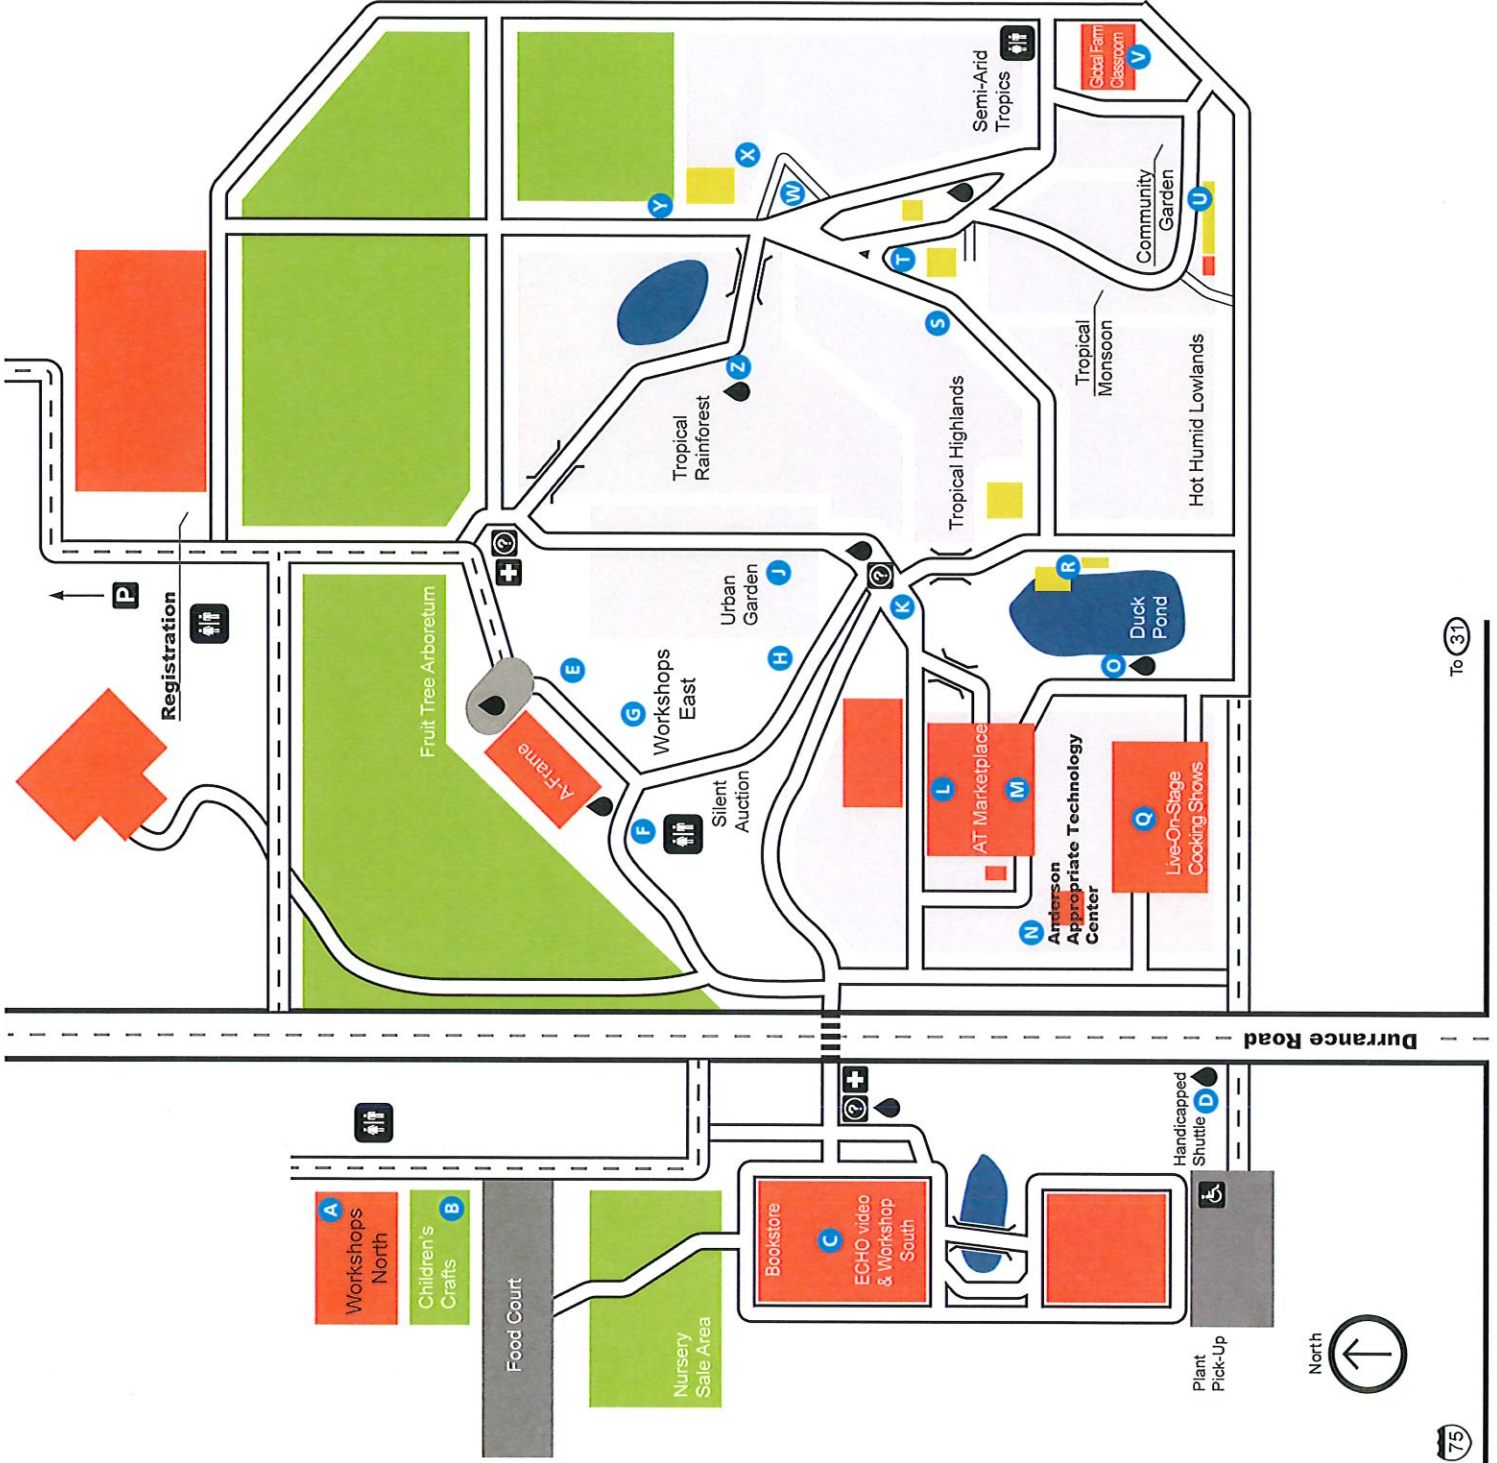 Registration
P
Fruit Tree Arboretum
A-Frame
E
G
Workshops
East
F
Silent
Auction
H
Urban
Garden
J
?
Tropical
Rainforest
Z
Y
X
W
Semi-Arid
Tropics
Global Farm
Classroom
V
Community
Garden
U
T
S
Tropical
Monsoon
Tropical Highlands
Hot Humid Lowlands
?
K
R
Duck
Pond
O
L
AT Marketplace
M
Anderson
Appropriate Technology
Center
N
Q
Live-On-Stage
Cooking Shows
Durrance Road
A
Workshops
North
Children's
Crafts
B
Food Court
Nursery
Sale Area
Bookstore
C
ECHO video
& Workshop
South
?
Handicapped
Shuttle
D
Plant
Pick-Up
North
To 31
75